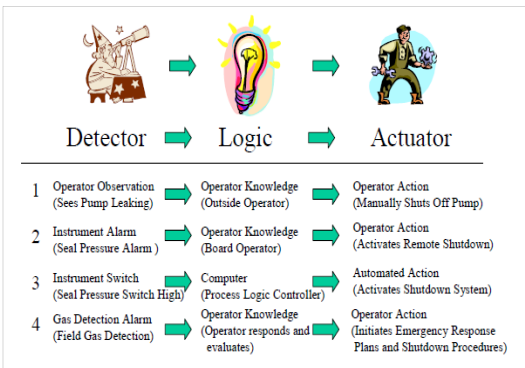 Detector Logic Actuator
1 Operator Observation Operator Knowledge Operator Action
(Sees Pump Leaking) (Outside Operator) (Manually Shuts Off Pump)
2 Instrument Alarm Operator Knowledge Operator Action
(Seal Pressure Alarm ) (Board Operator) (Activates Remote Shutdown)
3 Instrument Switch Computer Automated Action
(Seal Pressure Switch High) (Process Logic Controller) (Activates Shutdown System)
4 Gas Detection Alarm Operator Knowledge Operator Action
(Field Gas Detection) (Operator responds and (Initiates Emergency Response
evaluates) Plans and Shutdown Procedures)